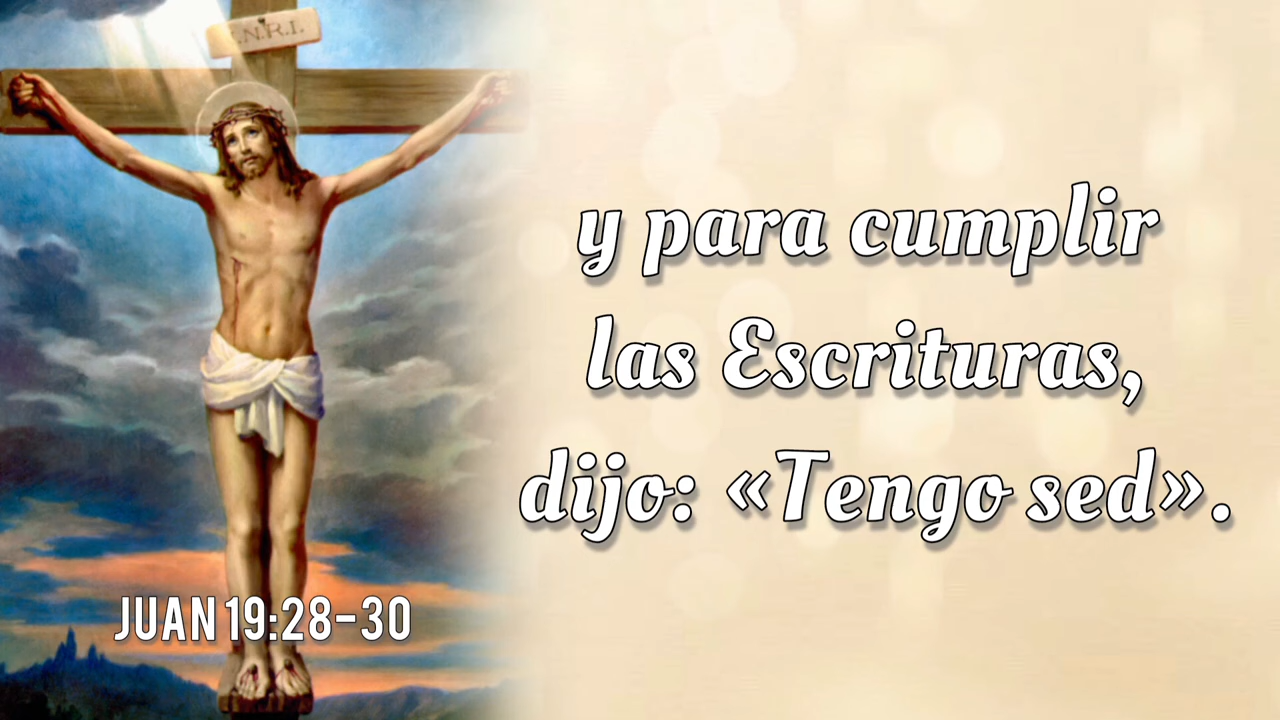 .N.R.I.
y para cumplir
las Escrituras,
dijo: «Tengo sed».
JUAN 19:28-30